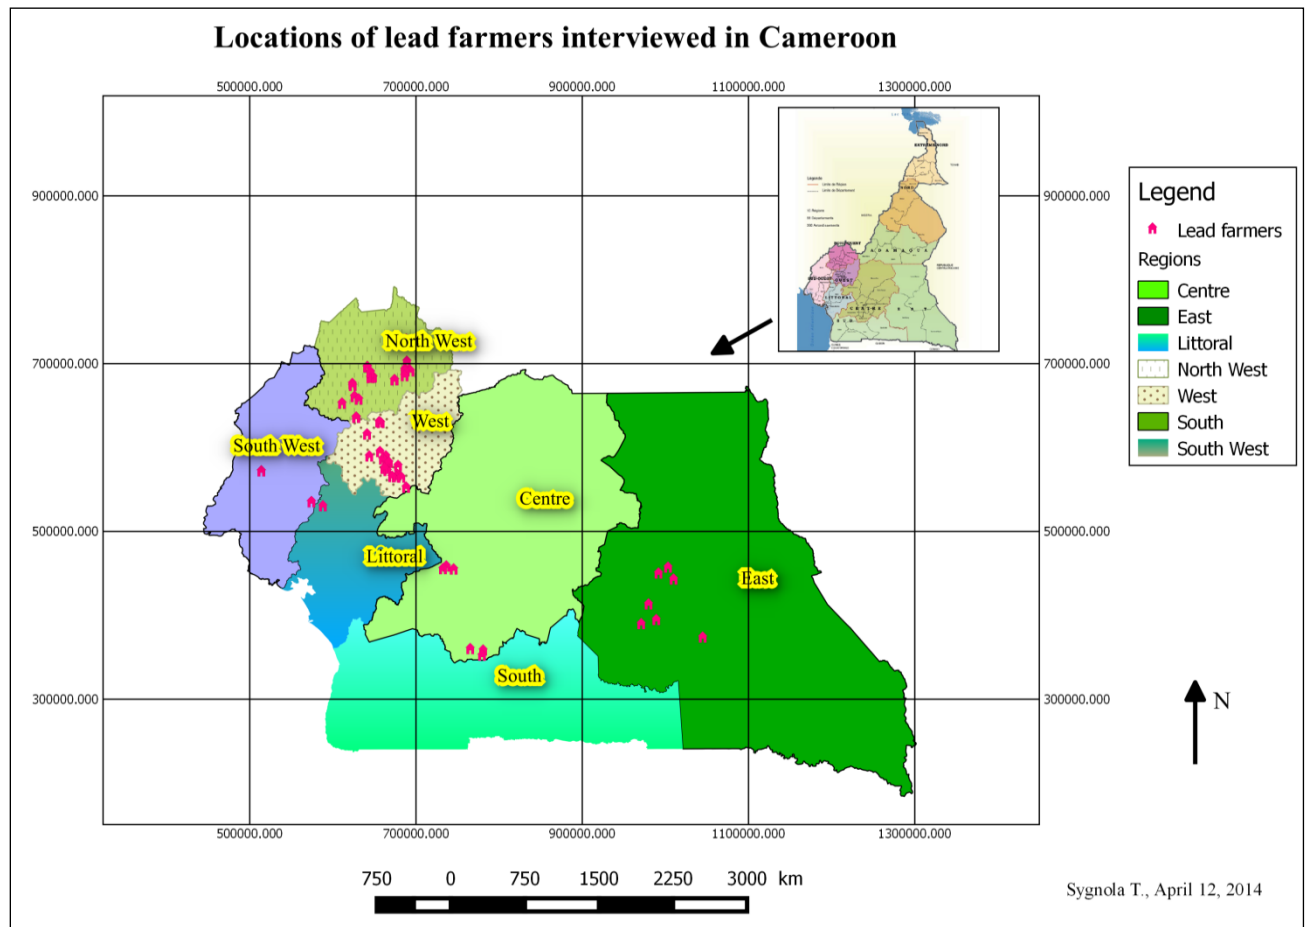 Locations of lead farmers interviewed in Cameroon
500000.000 700000.000 900000.000 1100000.000 1300000.000
900000.000 900000.000
700000.000 700000.000
500000.000 500000.000
300000.000 300000.000
North West
West
South West
Centre
Littoral
East
South
ADAMAOUA
LITTORAL
CENTRE
Legend
Lead farmers
Regions
Centre
East
Littoral
North West
West
South
South West
N
500000.000 700000.000 900000.000 1100000.000 1300000.000
750 0 750 1500 2250 3000 km
Sygnola T., April 12, 2014